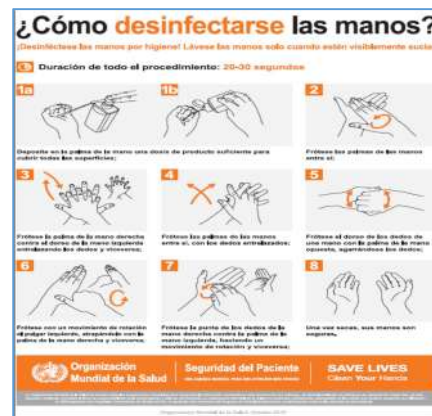 ¿Cómo desinfectarse las manos?
¡Desinféctese las manos por higiene! Lávese las manos solo cuando estén visiblemente sucia
Duración de todo el procedimiento: 20-30 segundos
1a
1b
2
Deposite en la palma de la mano una dosis de producto suficiente para
cubrir todas las superficies;
Frótese las palmas de las manos
entre sí;
3
4
5
Frótese la palma de la mano derecha
contra el dorso de la mano izquierda
entrelazando los dedos y viceversa;
Frótese las palmas de las manos
entre sí, con los dedos entrelazados;
Frótese el dorso de los dedos de
una mano con la palma de la mano
opuesta, agarrándose los dedos;
6
7
8
Frótese con un movimiento de rotación
el pulgar izquierdo, atrapándolo con la
palma de la mano derecha y viceversa;
Frótese la punta de los dedos de la
mano derecha contra la palma de la
mano izquierda, haciendo un
movimiento de rotación y viceversa;
Una vez secas, sus manos son
seguras.
Organización
Mundial de la Salud
Seguridad del Paciente
SAVE LIVES
Clean Your Hands